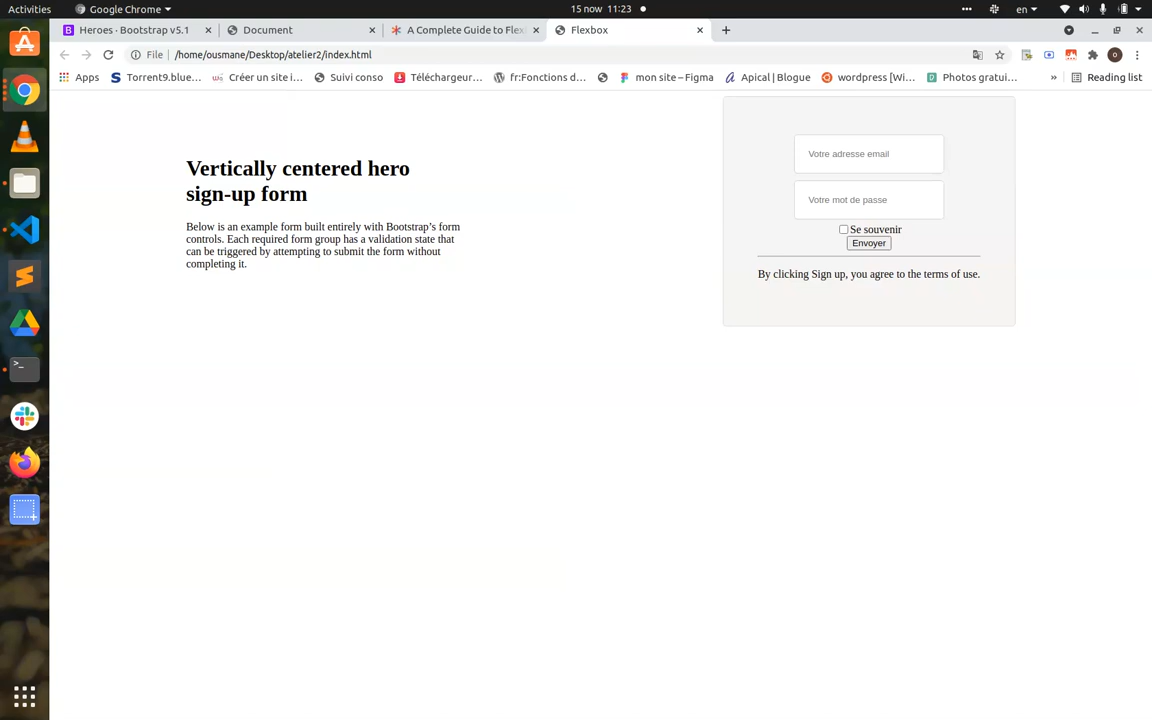 Activities Google Chrome 15 now 11:23 en
Heroes · Bootstrap v5.1 Document A Complete Guide to Flex Flexbox
File /home/ousmane/Desktop/atelier2/index.html
Apps Torrent9.blue... Créer un site i... Suivi conso Téléchargeur... fr:Fonctions d... mon site – Figma Apical | Blogue wordpress [Wi... Photos gratui... » Reading list
Vertically centered hero
sign-up form
Below is an example form built entirely with Bootstrap’s form
controls. Each required form group has a validation state that
can be triggered by attempting to submit the form without
completing it.
Votre adresse email
Votre mot de passe
Se souvenir
Envoyer
By clicking Sign up, you agree to the terms of use.